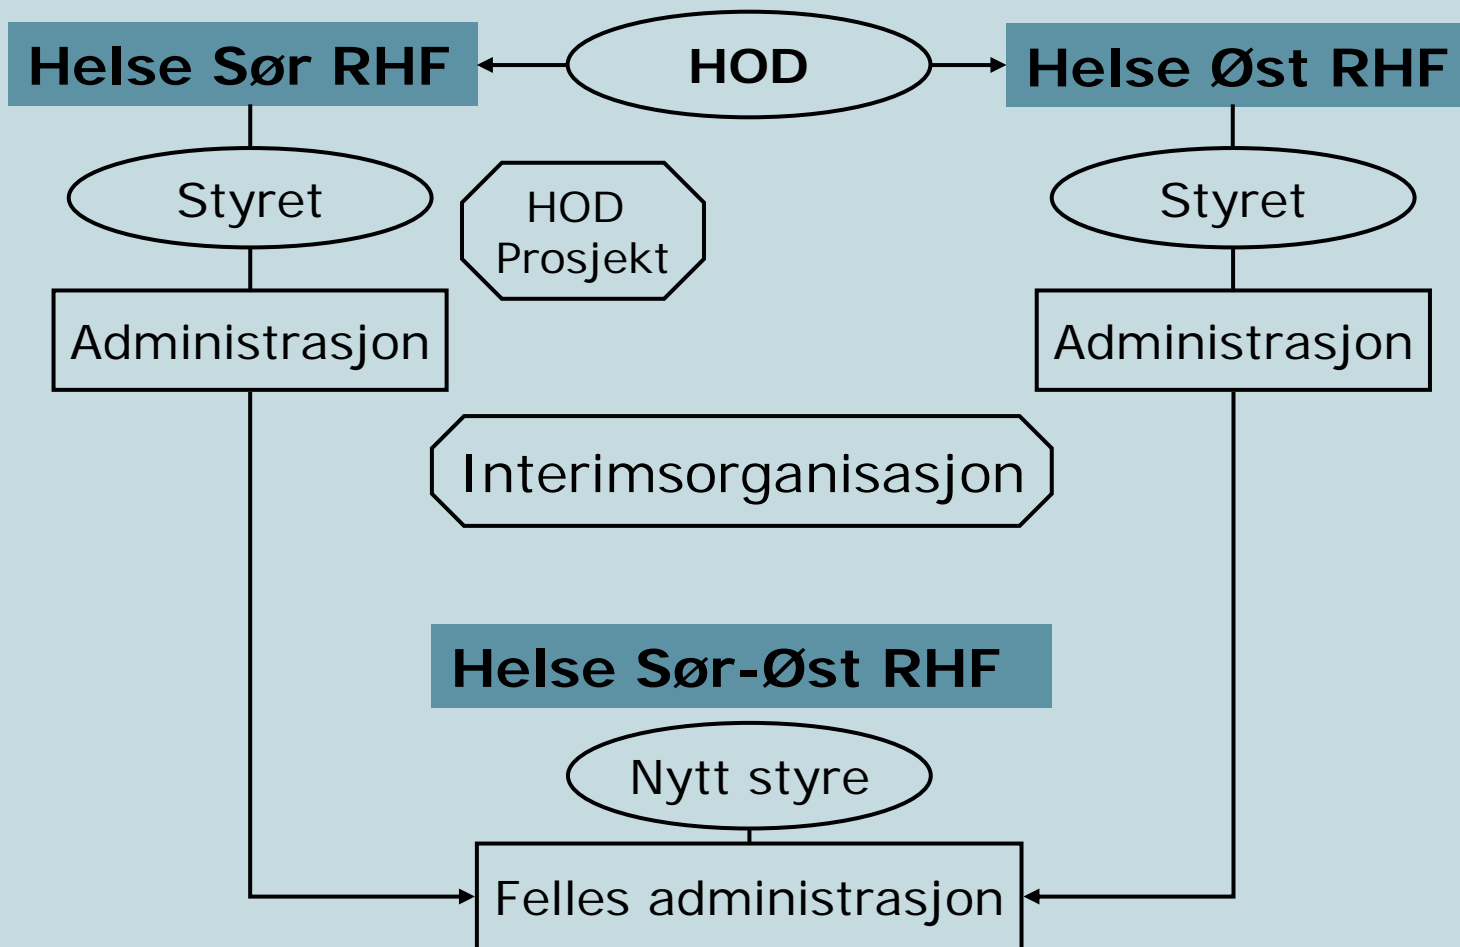 Helse Sør RHF
HOD
Helse Øst RHF
Styret
HOD
Prosjekt
Styret
Administrasjon
Administrasjon
Interimsorganisasjon
Helse Sør-Øst RHF
Nytt styre
Felles administrasjon